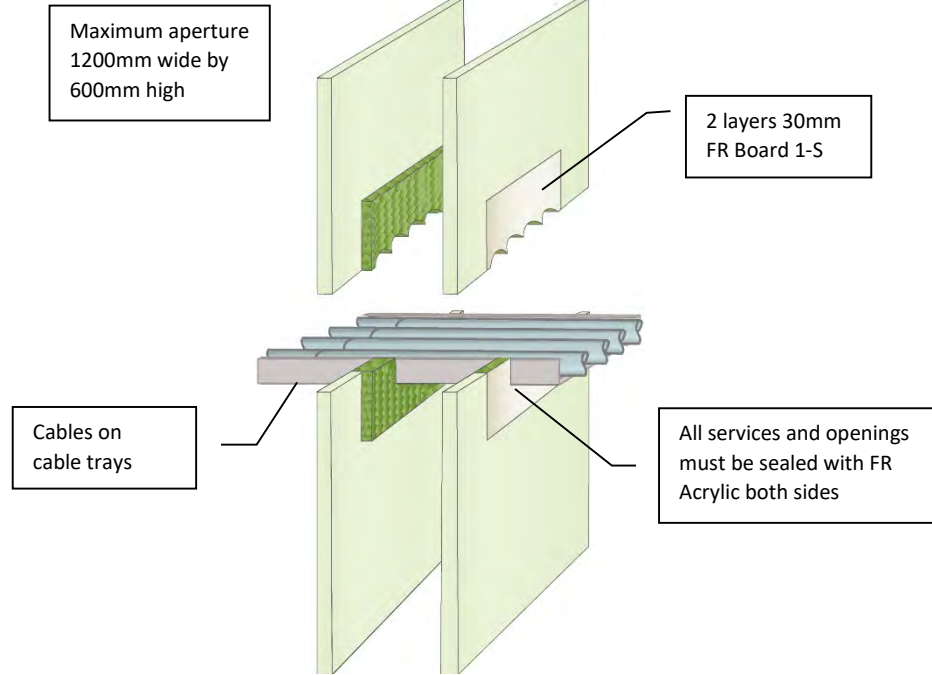 Maximum aperture
1200mm wide by
600mm high
2 layers 30mm
FR Board 1-S
Cables on
cable trays
All services and openings
must be sealed with FR
Acrylic both sides